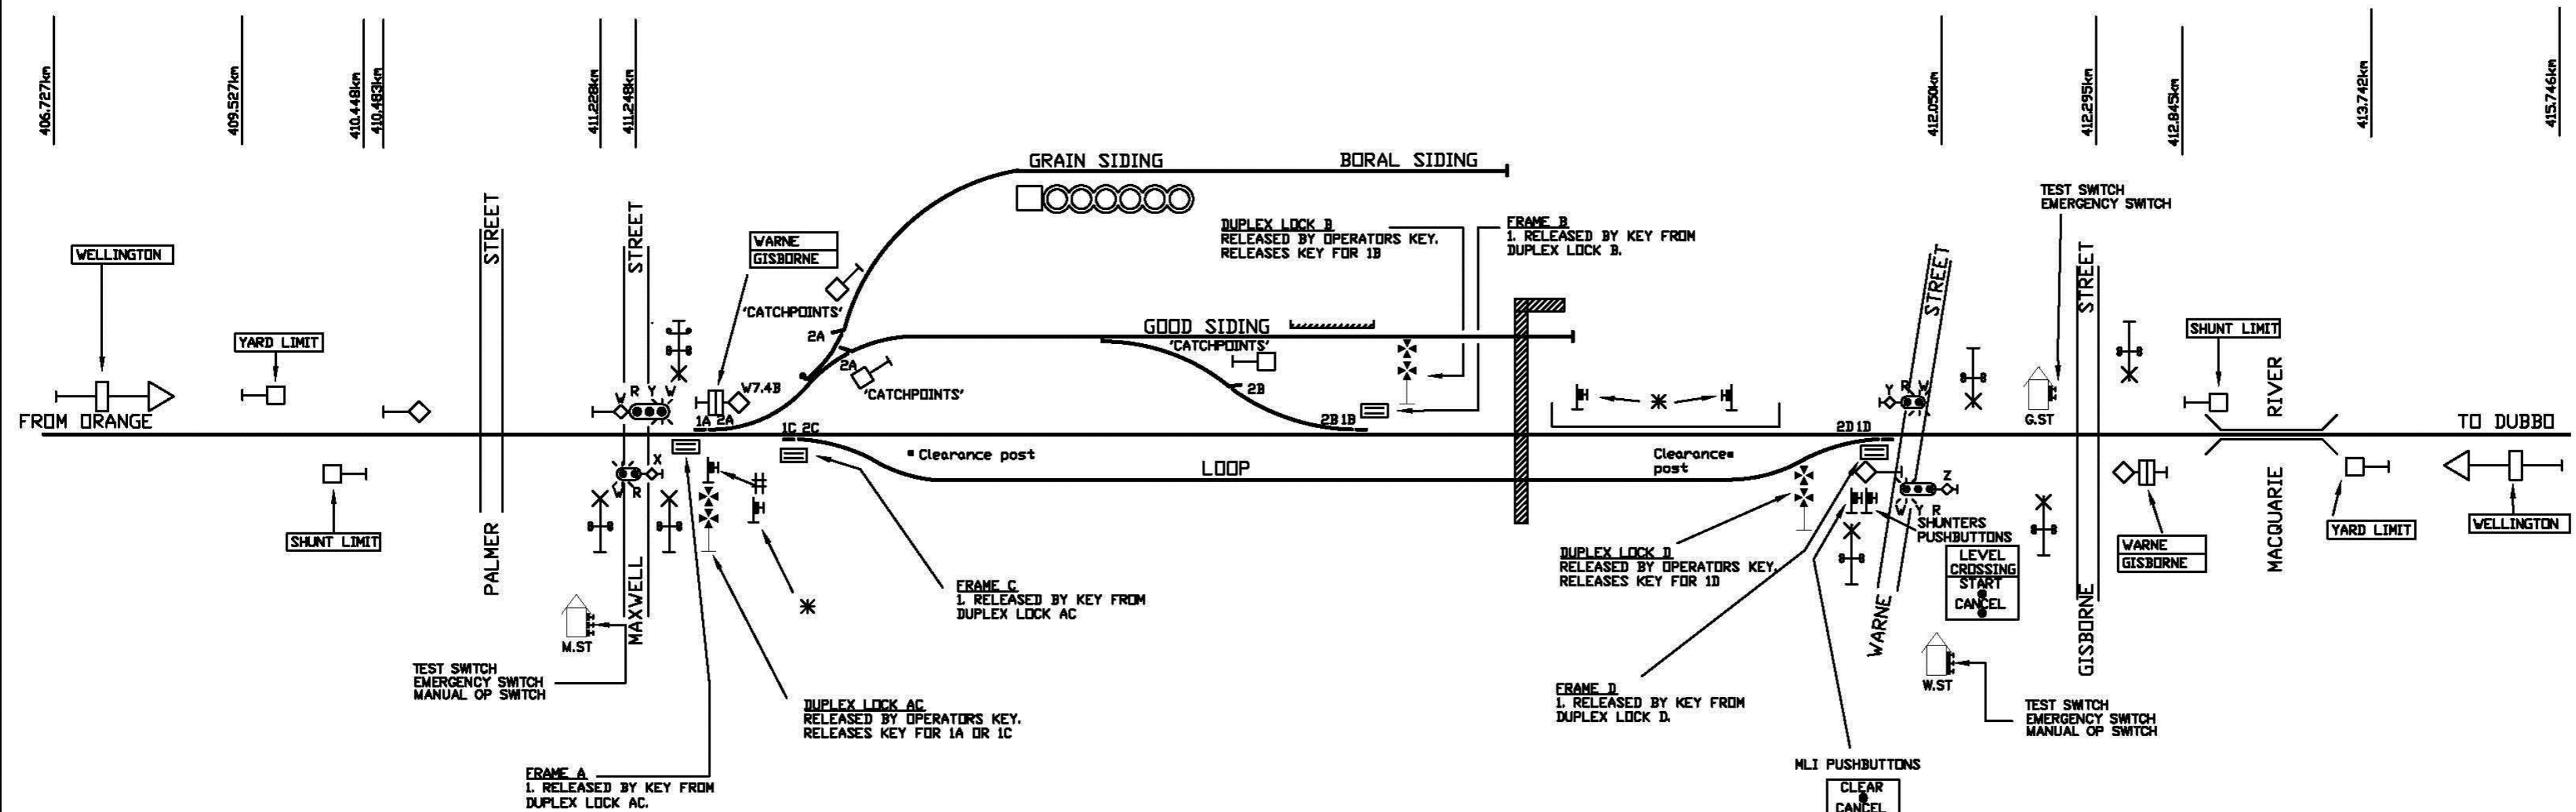 406.727km
409.527km
410.448km
410.483km
411.228km
411.248km
412.050km
412.295km
412.845km
413.742km
415.746km
GRAIN SIDING
BORAL SIDING
TEST SWITCH
EMERGENCY SWITCH
WELLINGTON
YARD LIMIT
PALMER STREET
MAXWELL STREET
WARNE
GISBORNE
'CATCHPOINTS'
2A
2A
'CATCHPOINTS'
GOOD SIDING
'CATCHPOINTS'
2B
DUPLEX LOCK B
RELEASED BY OPERATORS KEY.
RELEASES KEY FOR 1B
FRAME B
1. RELEASED BY KEY FROM
DUPLEX LOCK B.
WARNE STREET
GISBORNE STREET
G.ST
SHUNT LIMIT
MACQUARIE RIVER
W R Y W
W7.4B
Y R W
FROM ORANGE
1A 2A
1C 2C
2B 1B
2D 1D
TO DUBBO
Clearance post
LOOP
Clearance
post
X
W R
Z
W Y R
SHUNT LIMIT
SHUNTERS
PUSHBUTTONS
LEVEL
CROSSING
START
CANCEL
WARNE
GISBORNE
YARD LIMIT
WELLINGTON
DUPLEX LOCK D
RELEASED BY OPERATORS KEY.
RELEASES KEY FOR 1D
FRAME C
1. RELEASED BY KEY FROM
DUPLEX LOCK AC
M.ST
TEST SWITCH
EMERGENCY SWITCH
MANUAL OP SWITCH
W.ST
TEST SWITCH
EMERGENCY SWITCH
MANUAL OP SWITCH
DUPLEX LOCK AC
RELEASED BY OPERATORS KEY.
RELEASES KEY FOR 1A OR 1C
FRAME D
1. RELEASED BY KEY FROM
DUPLEX LOCK D.
FRAME A
1. RELEASED BY KEY FROM
DUPLEX LOCK AC.
MLI PUSHBUTTONS
CLEAR
CANCEL